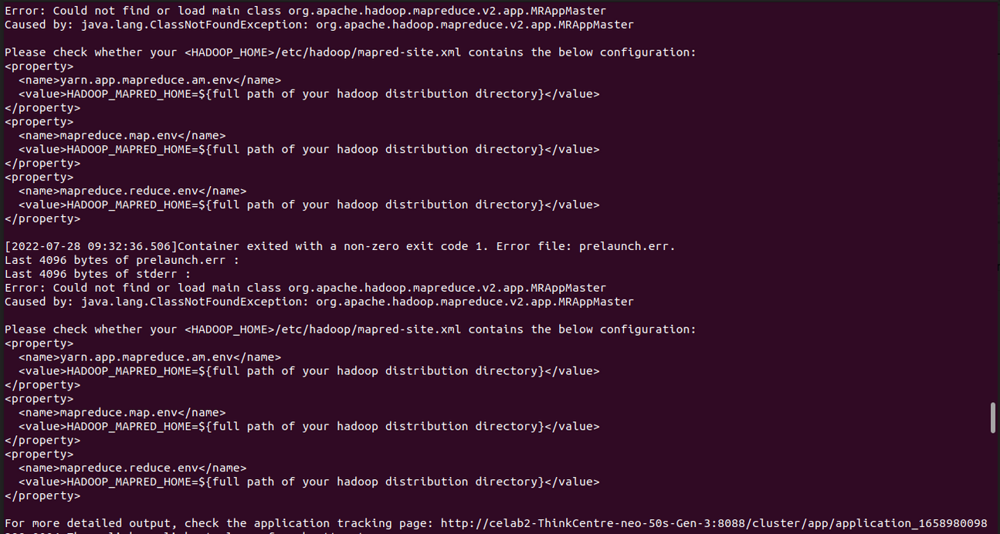 Error: Could not find or load main class org.apache.hadoop.mapreduce.v2.app.MRAppMaster
Caused by: java.lang.ClassNotFoundException: org.apache.hadoop.mapreduce.v2.app.MRAppMaster
Please check whether your <HADOOP_HOME>/etc/hadoop/mapred-site.xml contains the below configuration:
<property>
  <name>yarn.app.mapreduce.am.env</name>
  <value>HADOOP_MAPRED_HOME=${full path of your hadoop distribution directory}</value>
</property>
<property>
  <name>mapreduce.map.env</name>
  <value>HADOOP_MAPRED_HOME=${full path of your hadoop distribution directory}</value>
</property>
<property>
  <name>mapreduce.reduce.env</name>
  <value>HADOOP_MAPRED_HOME=${full path of your hadoop distribution directory}</value>
</property>
[2022-07-28 09:32:36.506]Container exited with a non-zero exit code 1. Error file: prelaunch.err.
Last 4096 bytes of prelaunch.err :
Last 4096 bytes of stderr :
Error: Could not find or load main class org.apache.hadoop.mapreduce.v2.app.MRAppMaster
Caused by: java.lang.ClassNotFoundException: org.apache.hadoop.mapreduce.v2.app.MRAppMaster
Please check whether your <HADOOP_HOME>/etc/hadoop/mapred-site.xml contains the below configuration:
<property>
  <name>yarn.app.mapreduce.am.env</name>
  <value>HADOOP_MAPRED_HOME=${full path of your hadoop distribution directory}</value>
</property>
<property>
  <name>mapreduce.map.env</name>
  <value>HADOOP_MAPRED_HOME=${full path of your hadoop distribution directory}</value>
</property>
<property>
  <name>mapreduce.reduce.env</name>
  <value>HADOOP_MAPRED_HOME=${full path of your hadoop distribution directory}</value>
</property>
For more detailed output, check the application tracking page: http://celab2-ThinkCentre-neo-50s-Gen-3:8088/cluster/app/application_1658980098